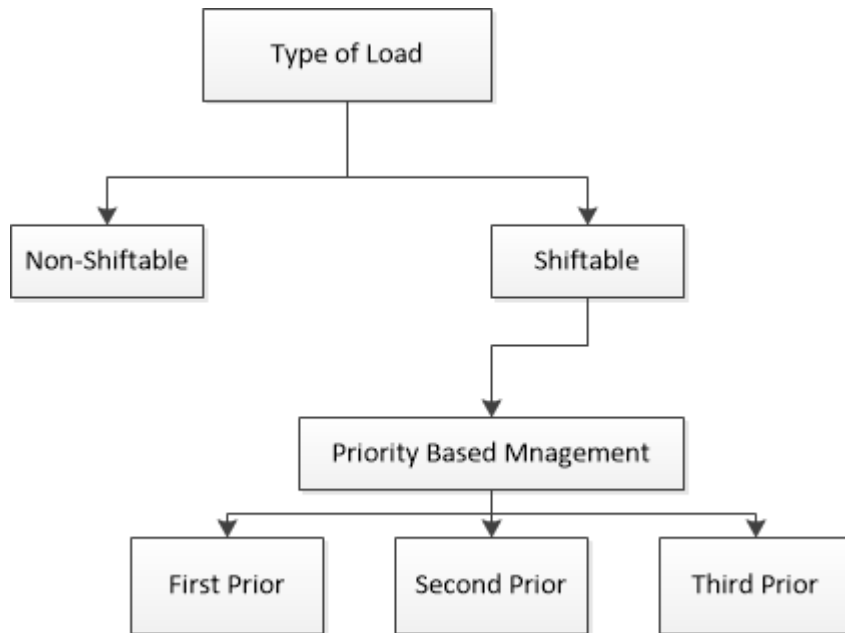 Type of Load
Non-Shiftable
Shiftable
Priority Based Mnagement
First Prior
Second Prior
Third Prior